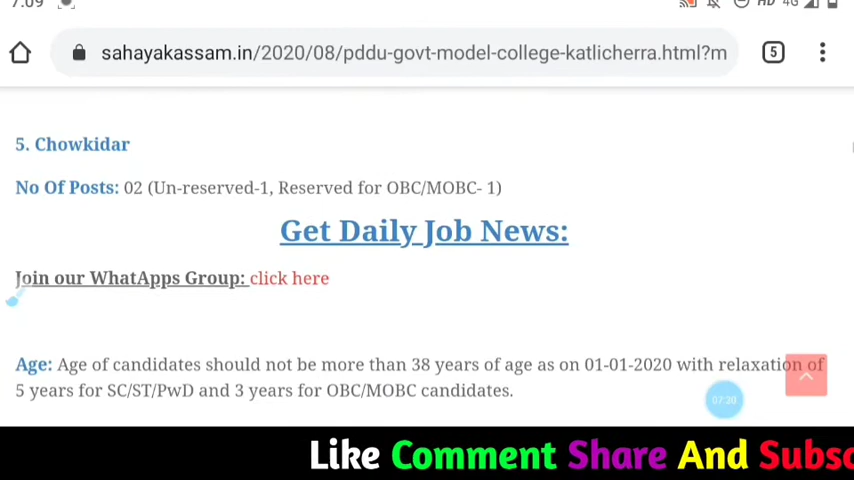 7:09 HD 4G
sahayakassam.in/2020/08/pddu-govt-model-college-katlicherra.html?m 5
5. Chowkidar
No Of Posts: 02 (Un-reserved-1, Reserved for OBC/MOBC- 1)
Get Daily Job News:
Join our WhatApps Group: click here
Age: Age of candidates should not be more than 38 years of age as on 01-01-2020 with relaxation of
5 years for SC/ST/PwD and 3 years for OBC/MOBC candidates.
07:20
Like Comment Share And Subsc